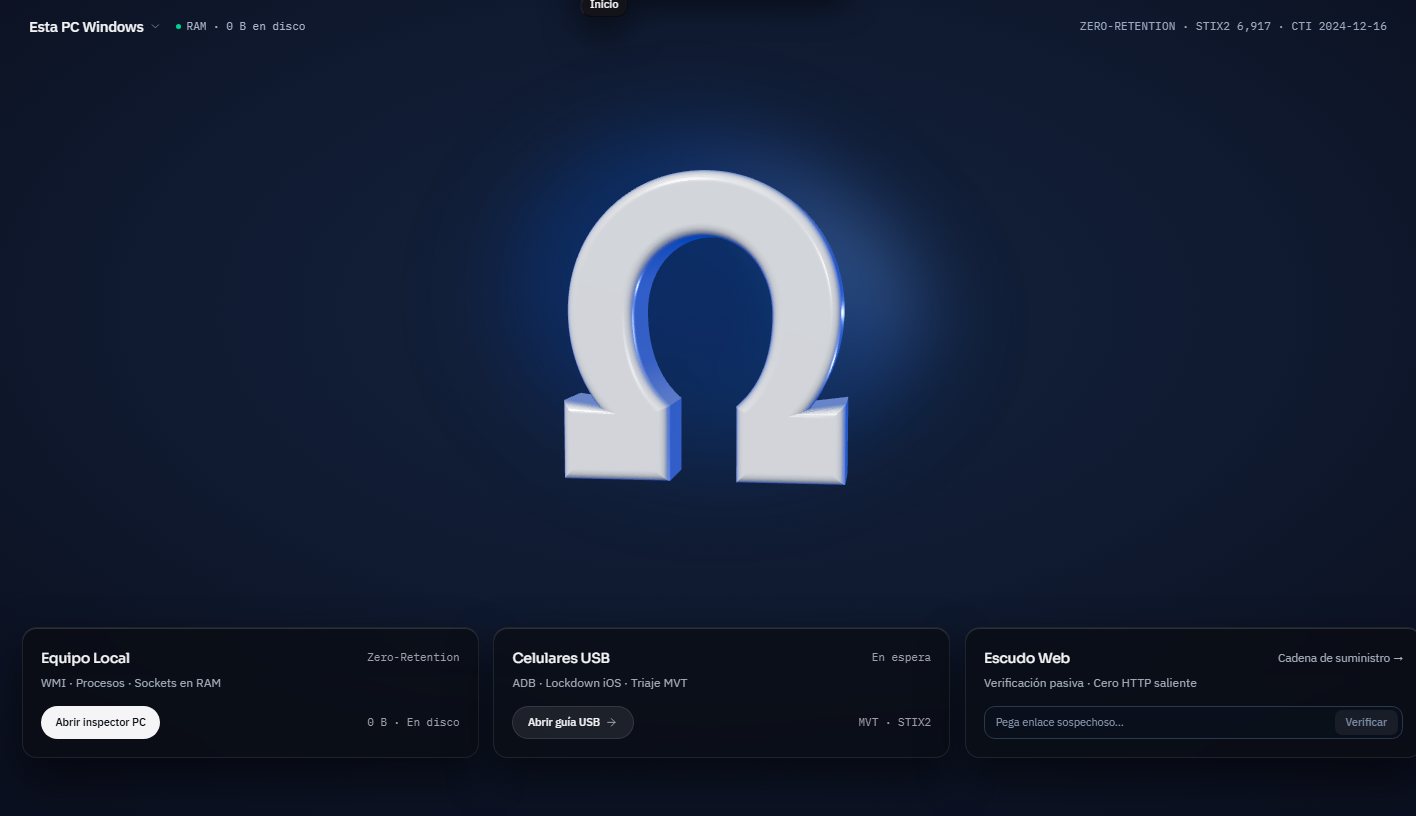 Inicio
Esta PC Windows
RAM · 0 B en disco
ZERO-RETENTION · STIX2 6,917 · CTI 2024-12-16
Ω
Equipo Local
Zero-Retention
WMI · Procesos · Sockets en RAM
Abrir inspector PC
0 B · En disco
Celulares USB
En espera
ADB · Lockdown iOS · Triaje MVT
Abrir guía USB →
MVT · STIX2
Escudo Web
Cadena de suministro →
Verificación pasiva · Cero HTTP saliente
Pega enlace sospechoso...
Verificar